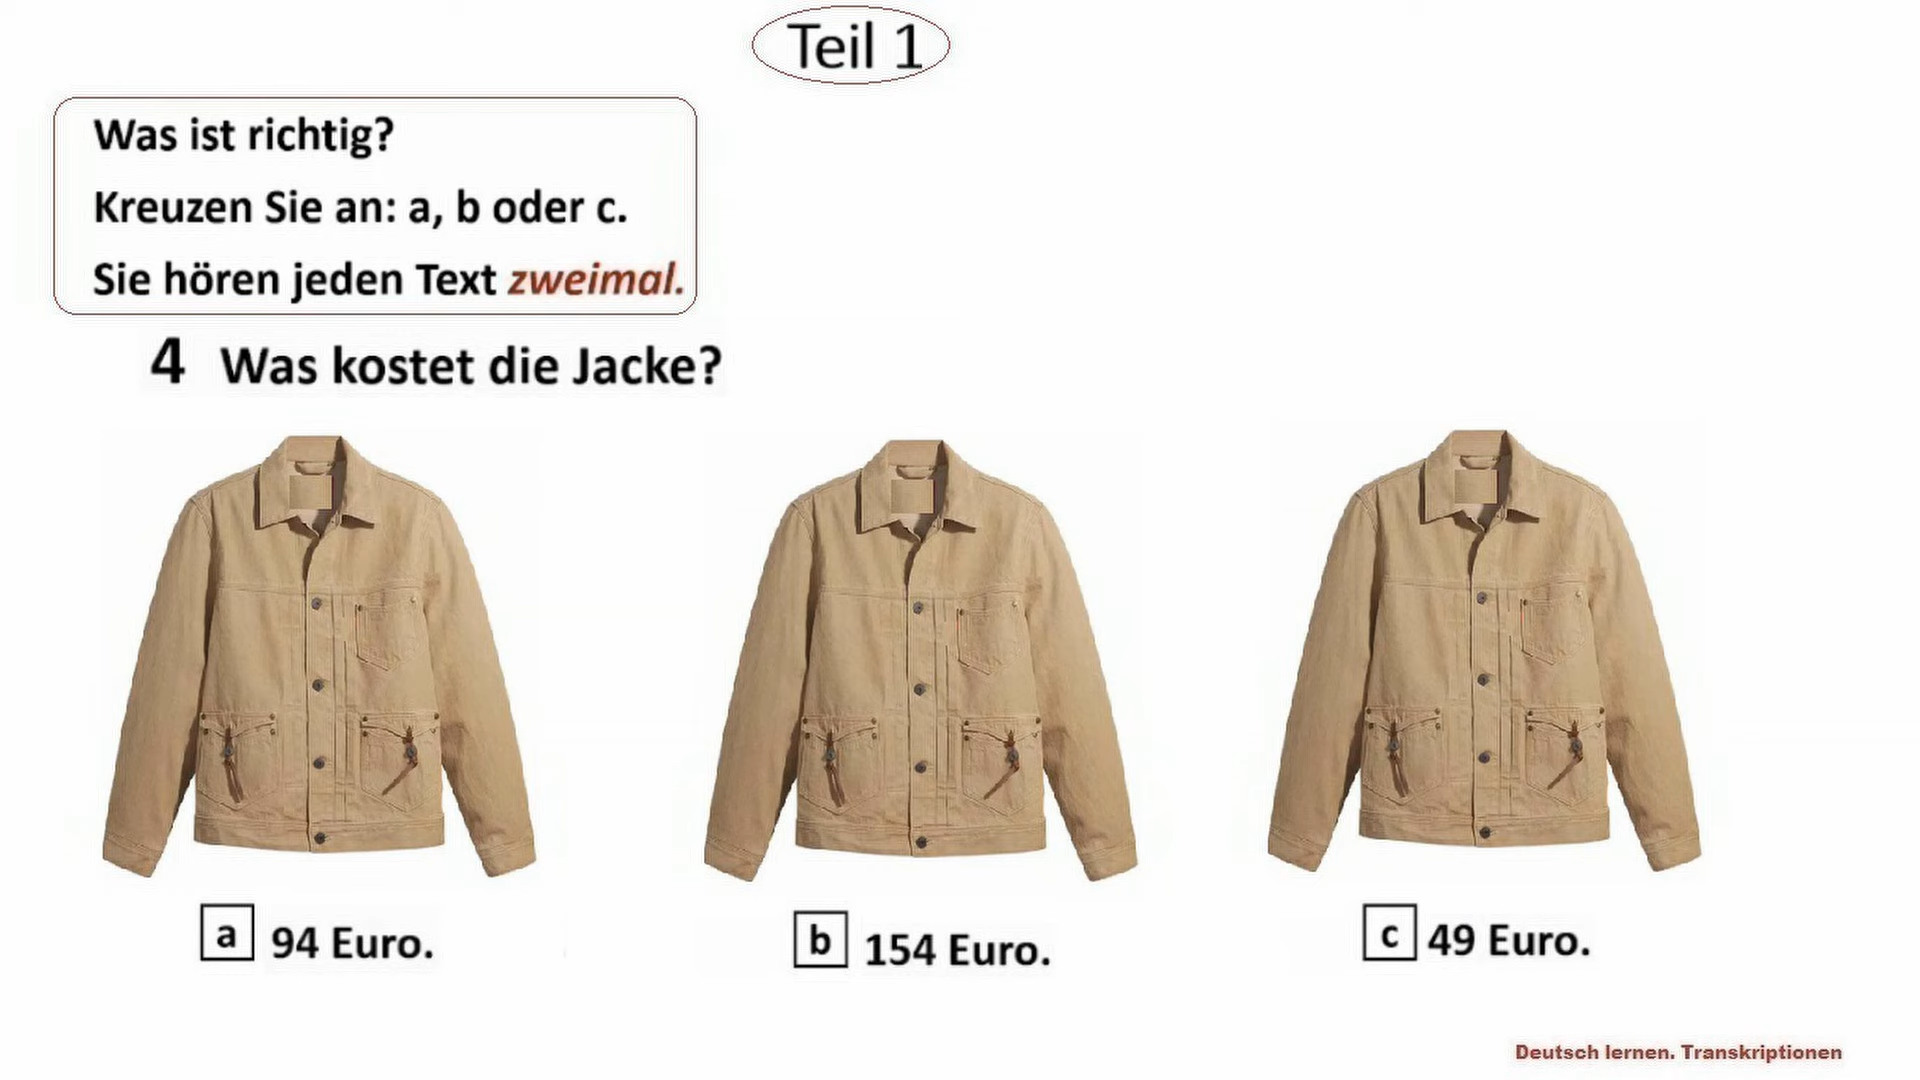 Teil 1
Was ist richtig?
Kreuzen Sie an: a, b oder c.
Sie hören jeden Text zweimal.
4 Was kostet die Jacke?
a 94 Euro.
b 154 Euro.
c 49 Euro.
Deutsch lernen. Transkriptionen